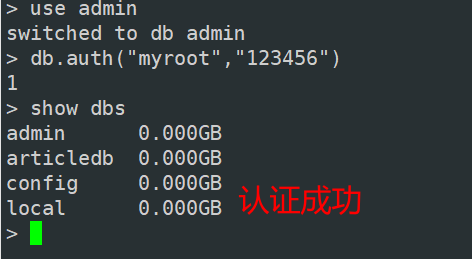 > use admin
switched to db admin
> db.auth("myroot","123456")
1
> show dbs
admin      0.000GB
articledb  0.000GB
config     0.000GB
local      0.000GB
认证成功
>